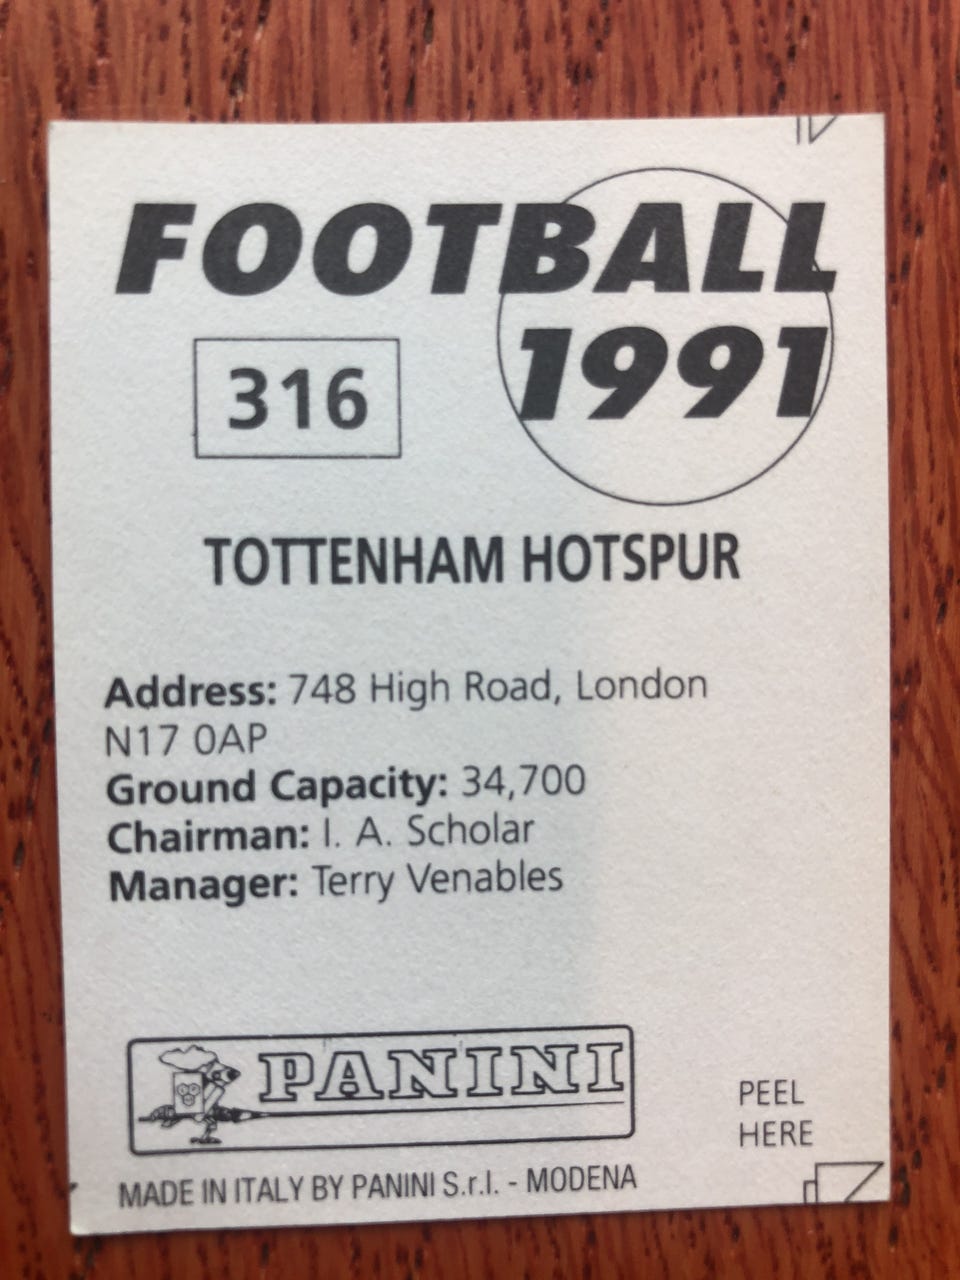 FOOTBALL
1991
316
TOTTENHAM HOTSPUR
Address: 748 High Road, London
N17 0AP
Ground Capacity: 34,700
Chairman: I. A. Scholar
Manager: Terry Venables
PANINI
PEEL
HERE
MADE IN ITALY BY PANINI S.r.l. - MODENA